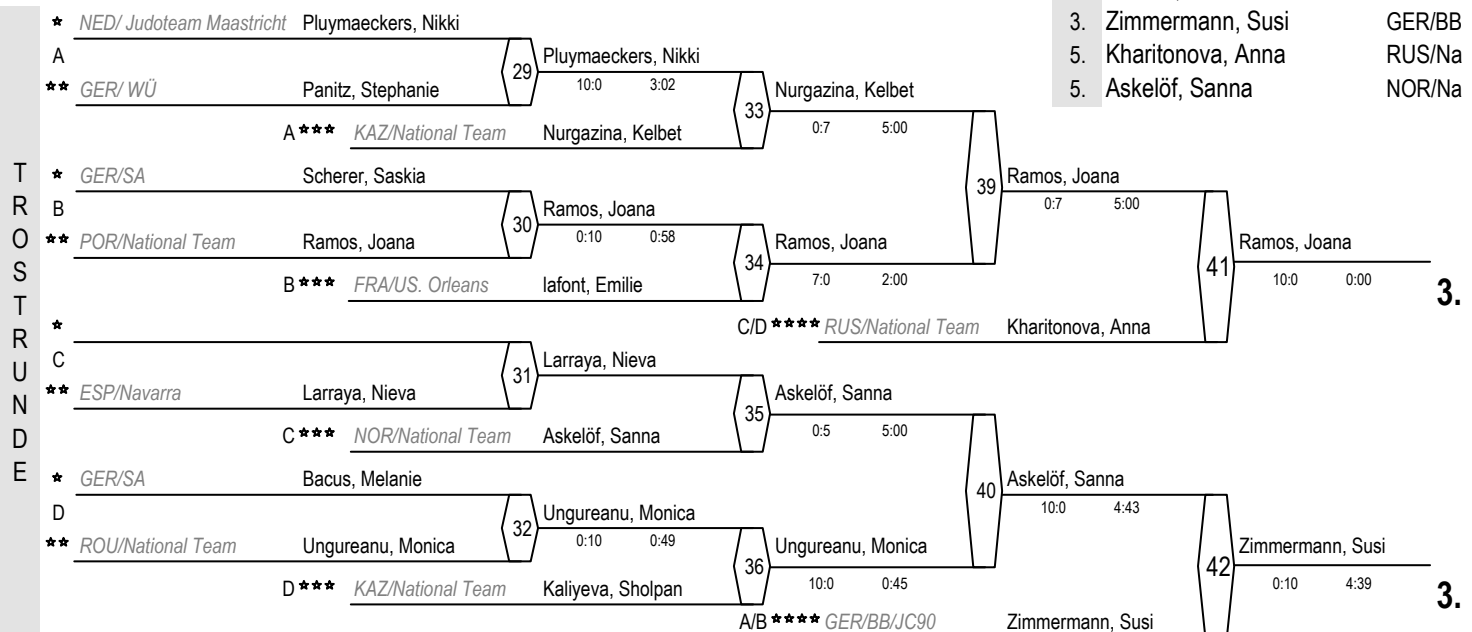 ★ NED/ Judoteam Maastricht Pluymaeckers, Nikki
3. Zimmermann, Susi GER/BB
A
29
Pluymaeckers, Nikki
5. Kharitonova, Anna RUS/Na
★★ GER/ WÜ Panitz, Stephanie
10:0 3:02
Nurgazina, Kelbet
5. Askelöf, Sanna NOR/Na
33
A ★★★ KAZ/National Team Nurgazina, Kelbet
0:7 5:00
TROSTRUNDE
★ GER/SA Scherer, Saskia
39
Ramos, Joana
B
30
Ramos, Joana
0:7 5:00
★★ POR/National Team Ramos, Joana
0:10 0:58
Ramos, Joana
41
Ramos, Joana
34
B ★★★ FRA/US. Orleans lafont, Emilie
7:0 2:00
10:0 0:00
3.
★
C/D ★★★★ RUS/National Team Kharitonova, Anna
C
31
Larraya, Nieva
★★ ESP/Navarra Larraya, Nieva
35
Askelöf, Sanna
C ★★★ NOR/National Team Askelöf, Sanna
0:5 5:00
★ GER/SA Bacus, Melanie
40
Askelöf, Sanna
D
32
Ungureanu, Monica
10:0 4:43
★★ ROU/National Team Ungureanu, Monica
0:10 0:49
Ungureanu, Monica
42
Zimmermann, Susi
36
D ★★★ KAZ/National Team Kaliyeva, Sholpan
10:0 0:45
0:10 4:39
3.
A/B ★★★★ GER/BB/JC90 Zimmermann, Susi